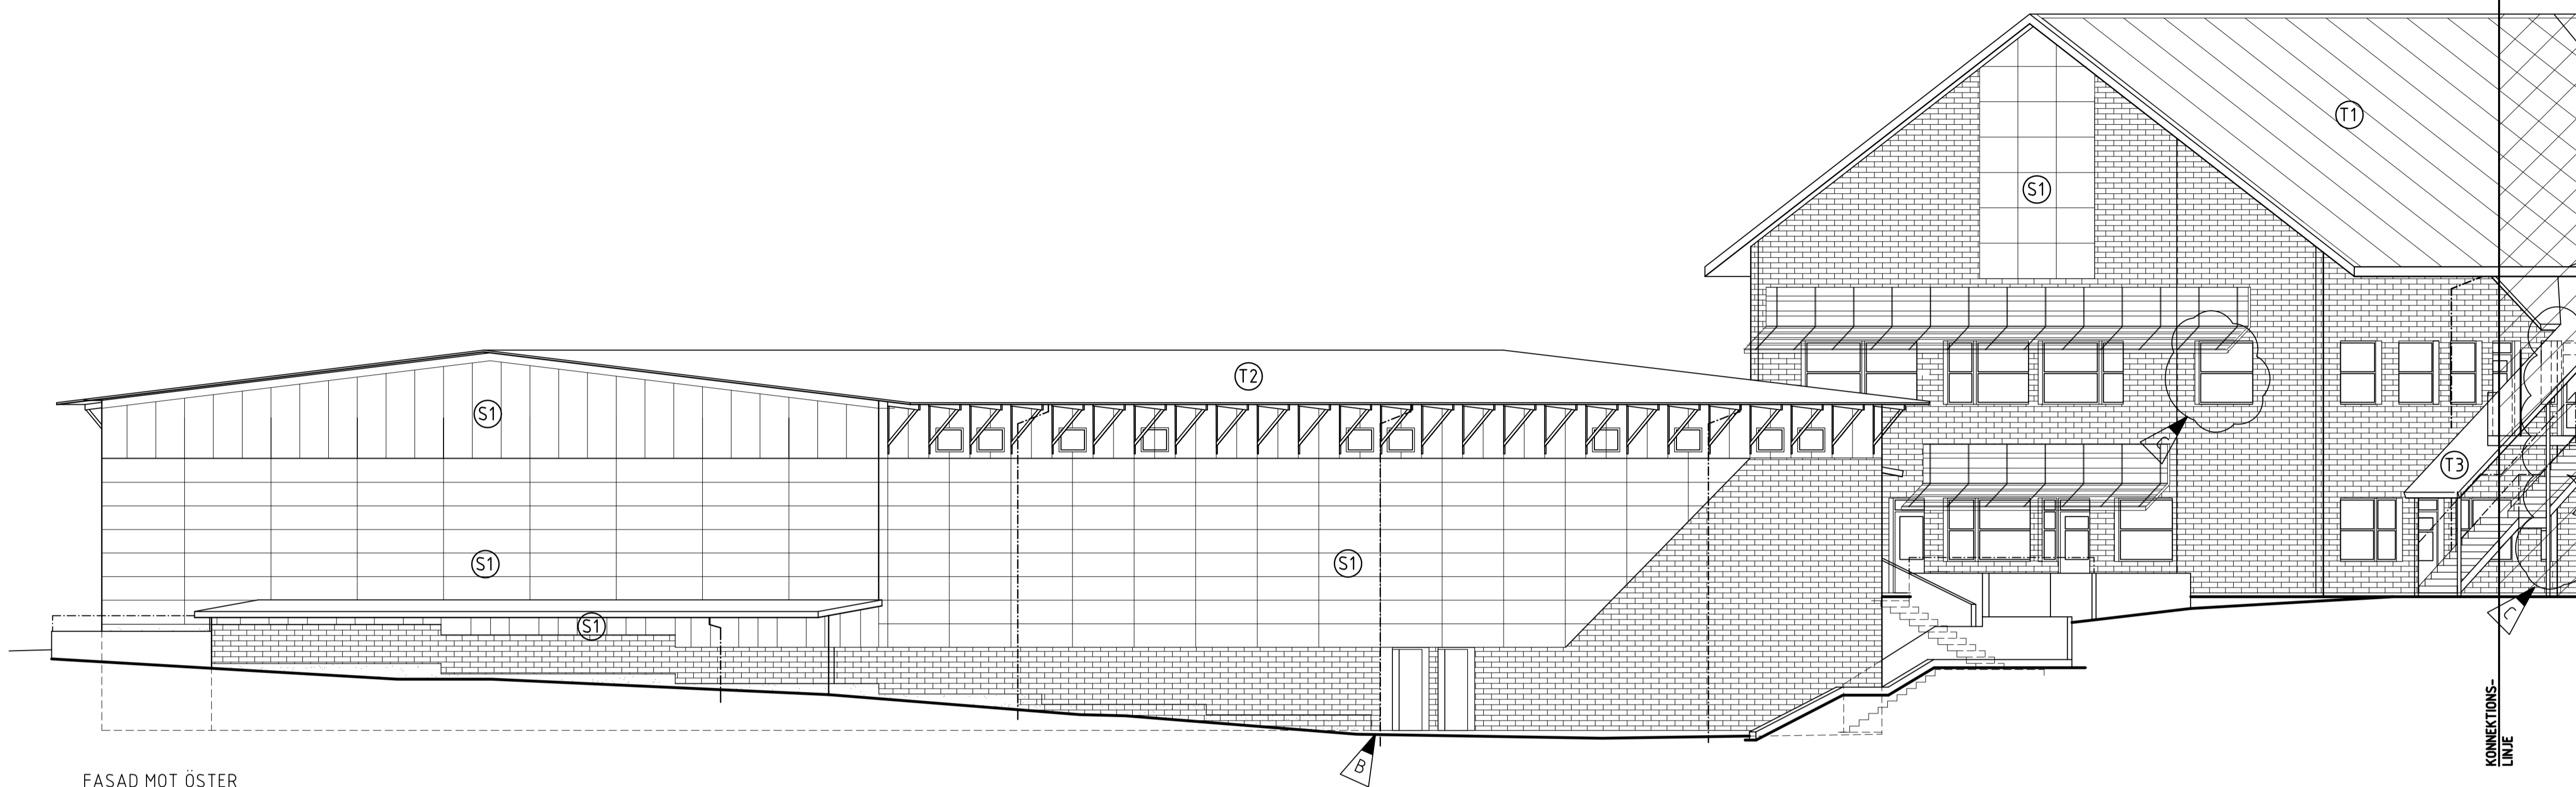 T1
S1
T2
S1
T3
S1
S1
S1
C
B
KONNEKTIONS-
LINJE
FASAD MOT ÖSTER